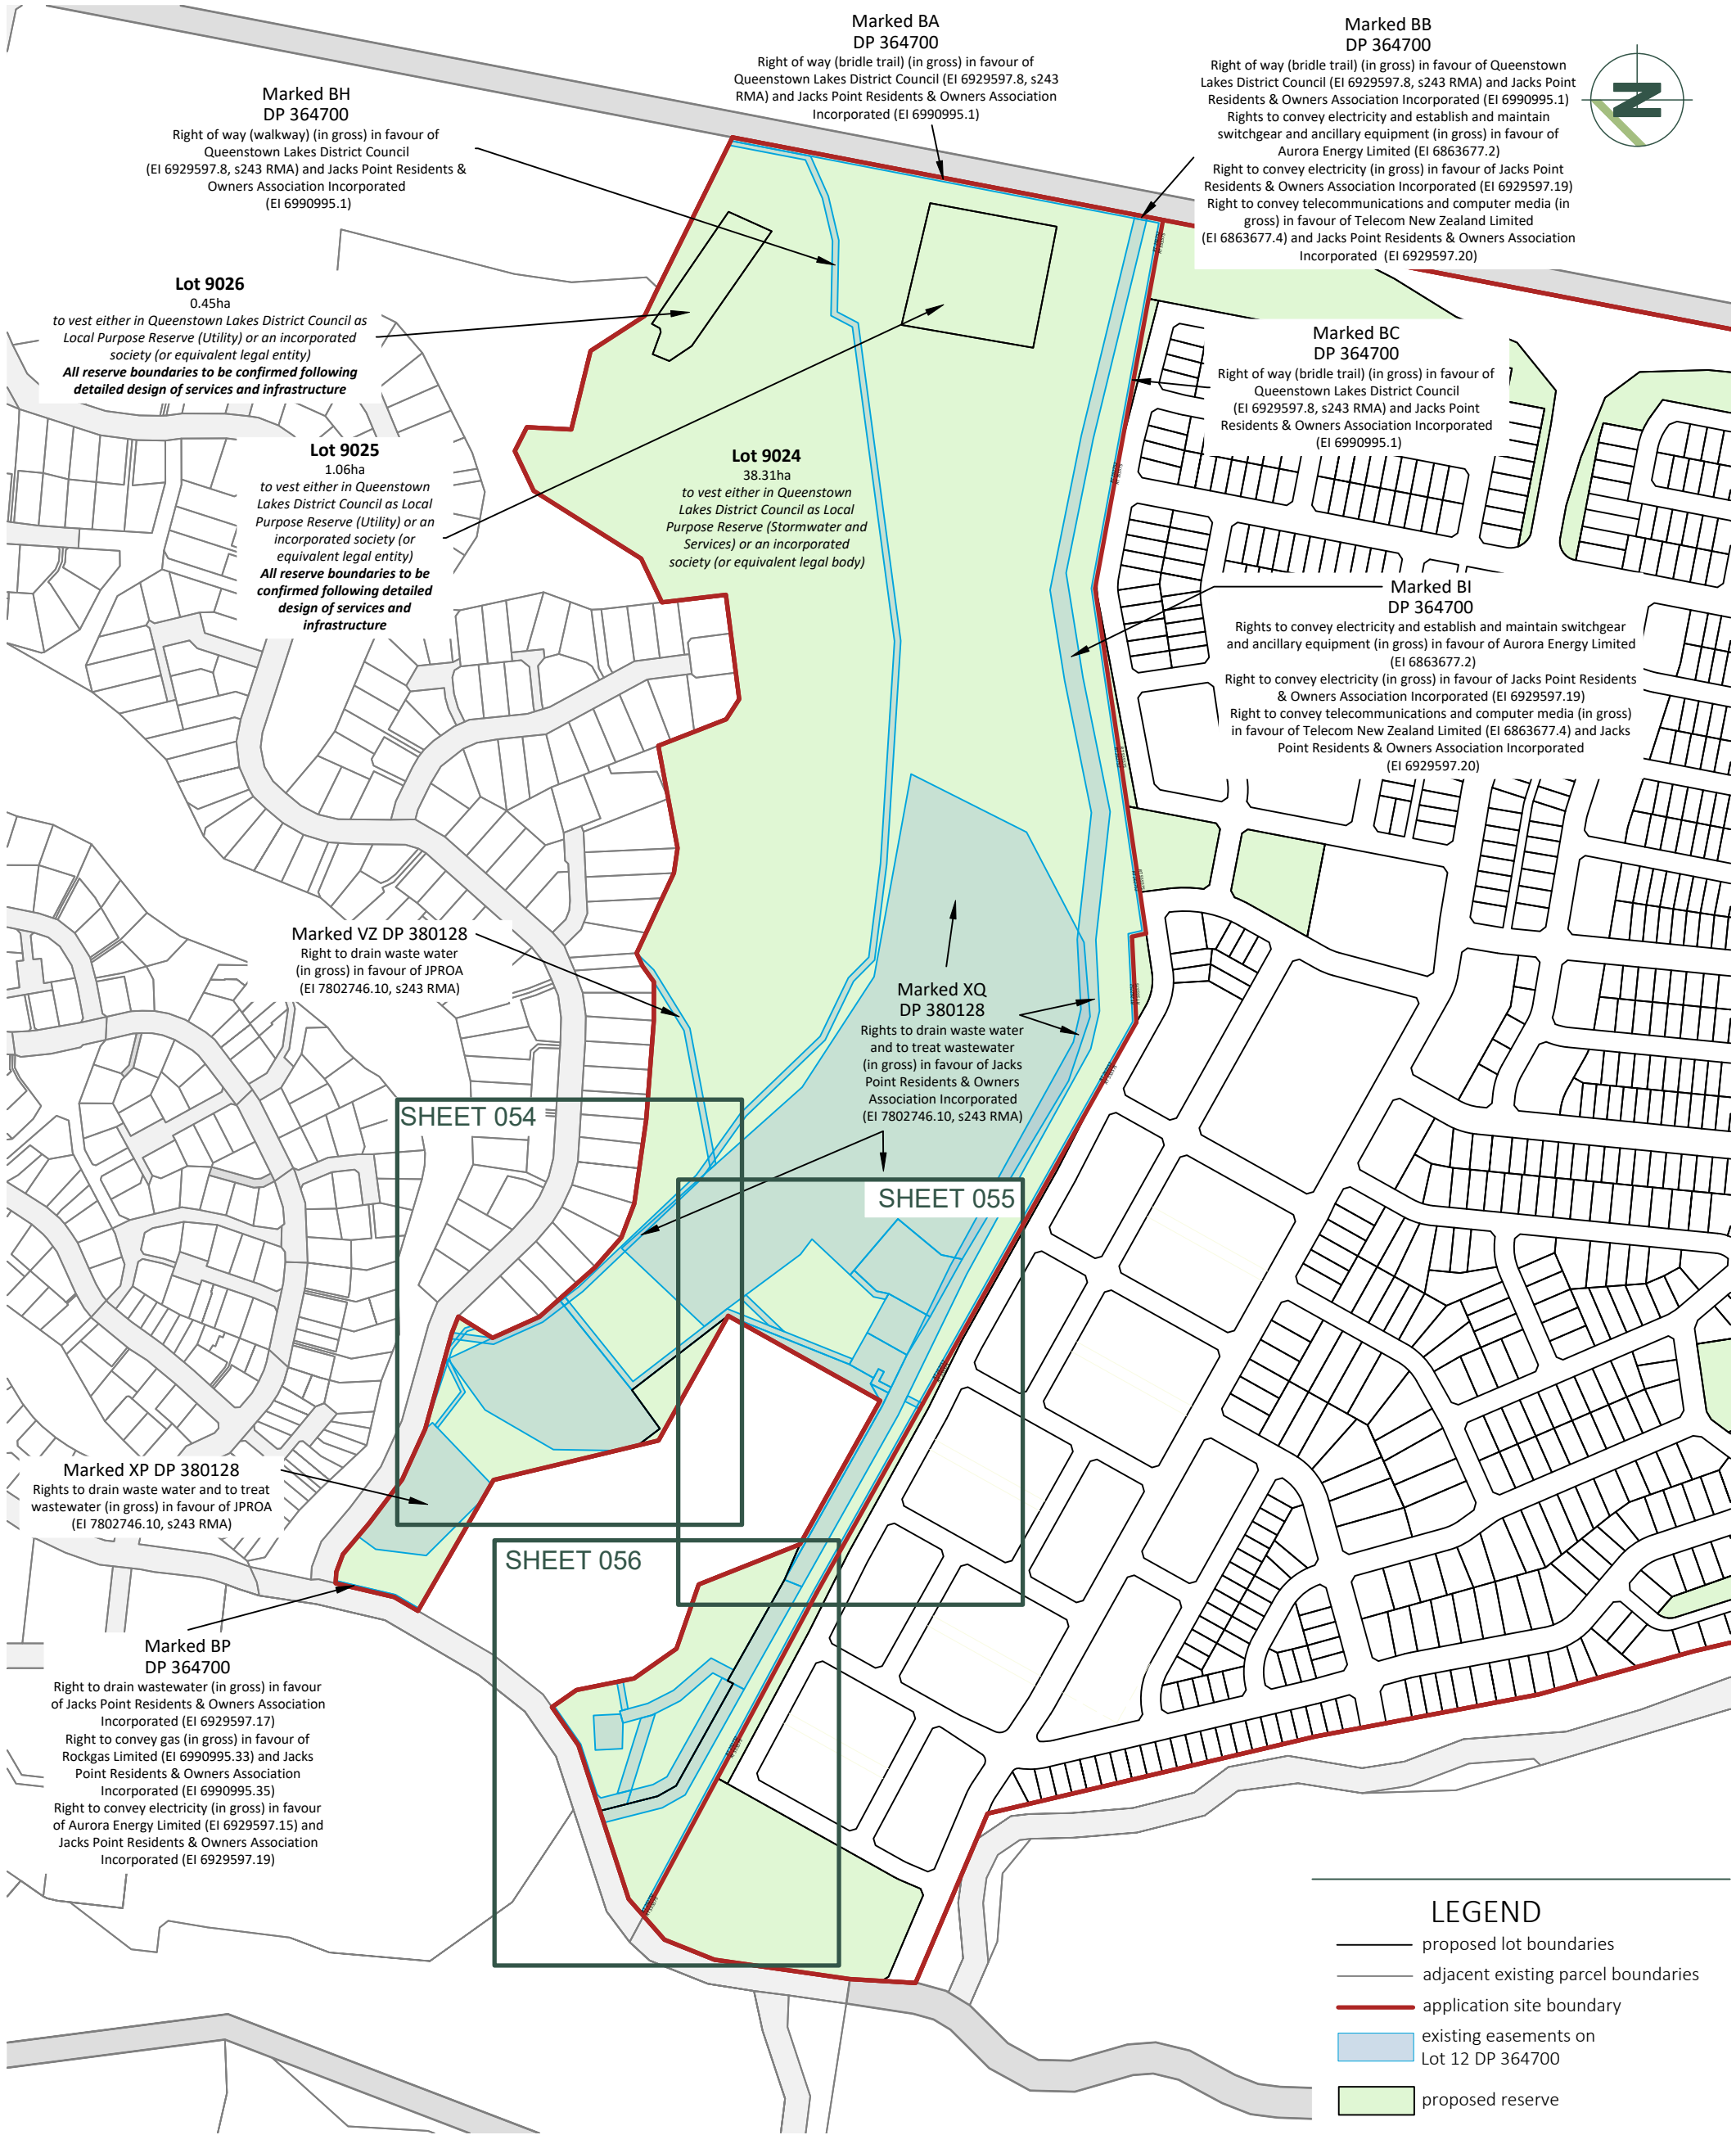 Marked BA
DP 364700
Right of way (bridle trail) (in gross) in favour of
Queenstown Lakes District Council (EI 6929597.8, s243
RMA) and Jacks Point Residents & Owners Association
Incorporated (EI 6990995.1)
Marked BB
DP 364700
Right of way (bridle trail) (in gross) in favour of Queenstown
Lakes District Council (EI 6929597.8, s243 RMA) and Jacks Point
Residents & Owners Association Incorporated (EI 6990995.1)
Rights to convey electricity and establish and maintain
switchgear and ancillary equipment (in gross) in favour of
Aurora Energy Limited (EI 6863677.2)
Right to convey electricity (in gross) in favour of Jacks Point
Residents & Owners Association Incorporated (EI 6929597.19)
Right to convey telecommunications and computer media (in
gross) in favour of Telecom New Zealand Limited
(EI 6863677.4) and Jacks Point Residents & Owners Association
Incorporated (EI 6929597.20)
N
Marked BH
DP 364700
Right of way (walkway) (in gross) in favour of
Queenstown Lakes District Council
(EI 6929597.8, s243 RMA) and Jacks Point Residents &
Owners Association Incorporated
(EI 6990995.1)
Lot 9026
0.45ha
to vest either in Queenstown Lakes District Council as
Local Purpose Reserve (Utility) or an incorporated
society (or equivalent legal entity)
All reserve boundaries to be confirmed following
detailed design of services and infrastructure
Marked BC
DP 364700
Right of way (bridle trail) (in gross) in favour of
Queenstown Lakes District Council
(EI 6929597.8, s243 RMA) and Jacks Point
Residents & Owners Association Incorporated
(EI 6990995.1)
Lot 9025
1.06ha
to vest either in Queenstown
Lakes District Council as Local
Purpose Reserve (Utility) or an
incorporated society (or
equivalent legal entity)
All reserve boundaries to be
confirmed following detailed
design of services and
infrastructure
Lot 9024
38.31ha
to vest either in Queenstown
Lakes District Council as Local
Purpose Reserve (Stormwater and
Services) or an incorporated
society (or equivalent legal body)
Marked BI
DP 364700
Rights to convey electricity and establish and maintain switchgear
and ancillary equipment (in gross) in favour of Aurora Energy Limited
(EI 6863677.2)
Right to convey electricity (in gross) in favour of Jacks Point Residents
& Owners Association Incorporated (EI 6929597.19)
Right to convey telecommunications and computer media (in gross)
in favour of Telecom New Zealand Limited (EI 6863677.4) and Jacks
Point Residents & Owners Association Incorporated
(EI 6929597.20)
Marked VZ DP 380128
Right to drain waste water
(in gross) in favour of JPROA
(EI 7802746.10, s243 RMA)
Marked XQ
DP 380128
Rights to drain waste water
and to treat wastewater
(in gross) in favour of Jacks
Point Residents & Owners
Association Incorporated
(EI 7802746.10, s243 RMA)
SHEET 054
SHEET 055
Marked XP DP 380128
Rights to drain waste water and to treat
wastewater (in gross) in favour of JPROA
(EI 7802746.10, s243 RMA)
SHEET 056
Marked BP
DP 364700
Right to drain wastewater (in gross) in favour
of Jacks Point Residents & Owners Association
Incorporated (EI 6929597.17)
Right to convey gas (in gross) in favour of
Rockgas Limited (EI 6990995.33) and Jacks
Point Residents & Owners Association
Incorporated (EI 6990995.35)
Right to convey electricity (in gross) in favour
of Aurora Energy Limited (EI 6929597.15) and
Jacks Point Residents & Owners Association
Incorporated (EI 6929597.19)
LEGEND
proposed lot boundaries
adjacent existing parcel boundaries
application site boundary
existing easements on
Lot 12 DP 364700
proposed reserve